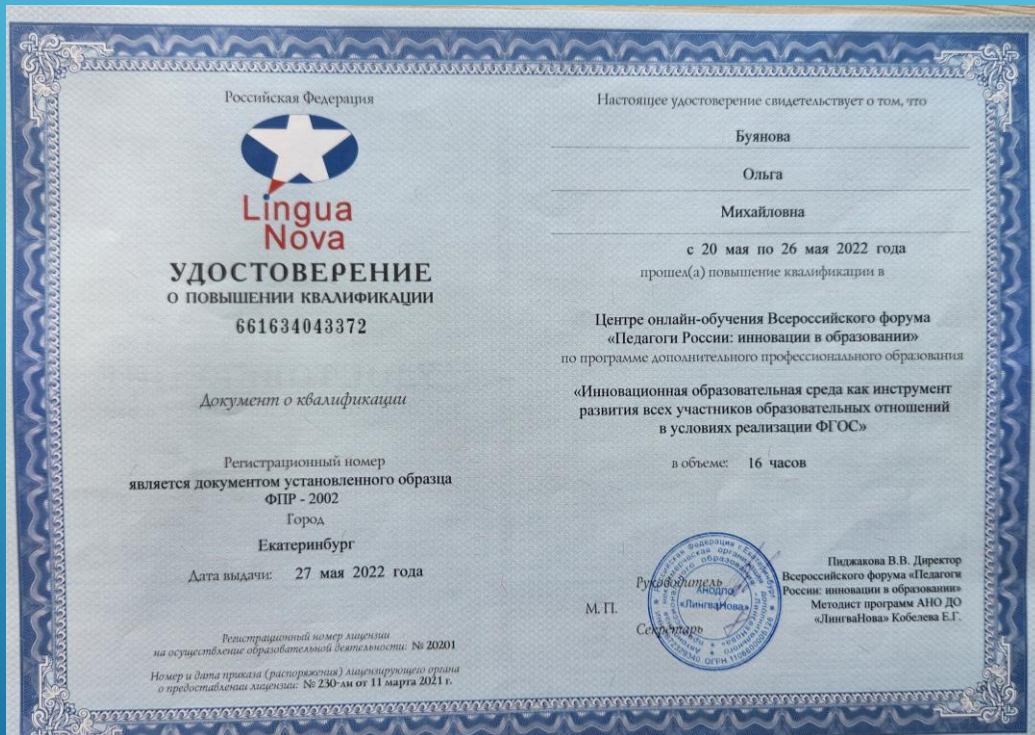 Российская Федерация
Lingua
Nova
УДОСТОВЕРЕНИЕ
О ПОВЫШЕНИИ КВАЛИФИКАЦИИ
661634043372
Документ о квалификации
Регистрационный номер
является документом установленного образца
ФПР - 2002
Город
Екатеринбург
Дата выдачи: 27 мая 2022 года
Регистрационный номер лицензии
на осуществление образовательной деятельности: № 20201
Номер и дата приказа (распоряжения) лицензирующего органа
о предоставлении лицензии: № 230-ли от 11 марта 2021 г.
Настоящее удостоверение свидетельствует о том, что
Буянова
Ольга
Михайловна
с 20 мая по 26 мая 2022 года
прошел(а) повышение квалификации в
Центре онлайн-обучения Всероссийского форума
«Педагоги России: инновации в образовании»
по программе дополнительного профессионального образования
«Инновационная образовательная среда как инструмент
развития всех участников образовательных отношений
в условиях реализации ФГОС»
в объеме: 16 часов
Руководитель
М. П.
Секретарь
АНОДПО
«ЛингваНова»
Пиджакова В.В. Директор
Всероссийского форума «Педагоги
России: инновации в образовании»
Методист программ АНО ДО
«ЛингваНова» Кобелева Е.Г.